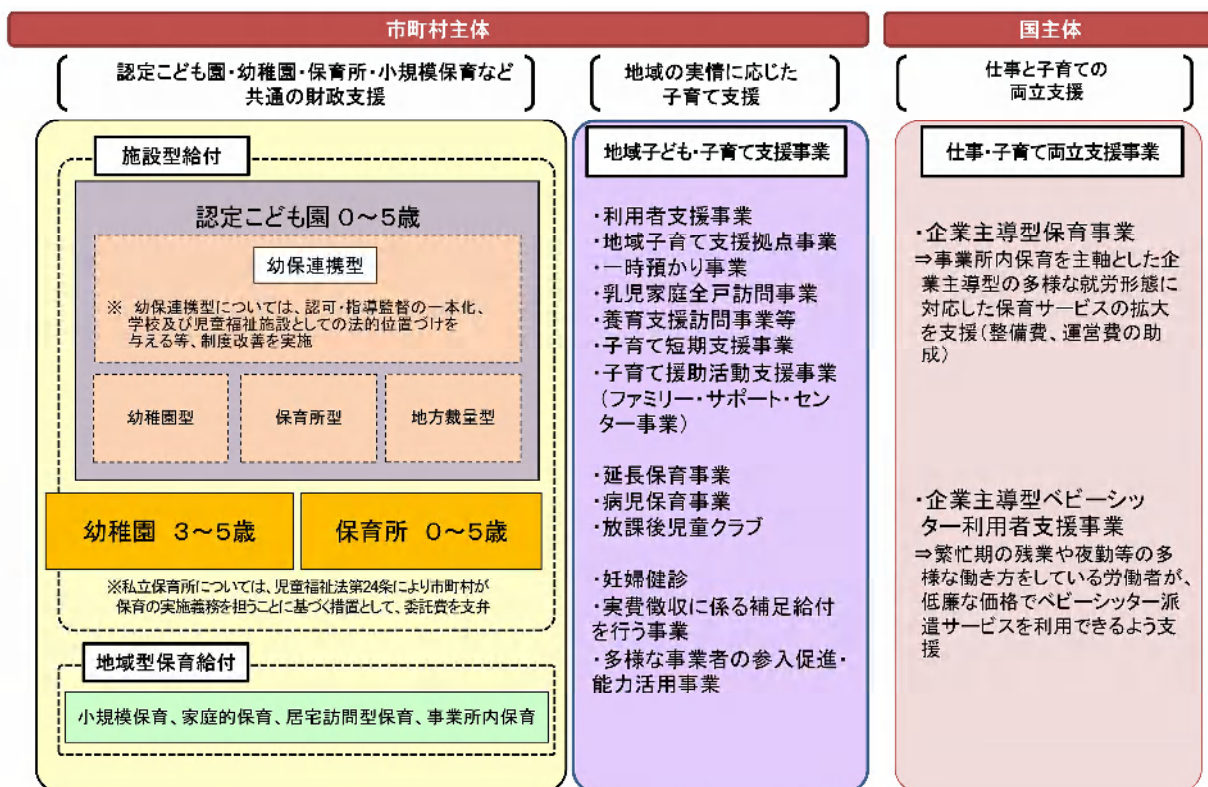 市町村主体
認定こども園・幼稚園・保育所・小規模保育など
共通の財政支援
施設型給付
認定こども園 0～5歳
幼保連携型
※ 幼保連携型については、認可・指導監督の一本化、
学校及び児童福祉施設としての法的位置づけを
与える等、制度改善を実施
幼稚園型
保育所型
地方裁量型
幼稚園 3～5歳
保育所 0～5歳
※私立保育所については、児童福祉法第24条により市町村が
保育の実施義務を担うことに基づく措置として、委託費を支弁
地域型保育給付
小規模保育、家庭的保育、居宅訪問型保育、事業所内保育
地域の実情に応じた
子育て支援
地域子ども・子育て支援事業
・利用者支援事業
・地域子育て支援拠点事業
・一時預かり事業
・乳児家庭全戸訪問事業
・養育支援訪問事業等
・子育て短期支援事業
・子育て援助活動支援事業
（ファミリー・サポート・セン
ター事業）
・延長保育事業
・病児保育事業
・放課後児童クラブ
・妊婦健診
・実費徴収に係る補足給付
を行う事業
・多様な事業者の参入促進・
能力活用事業
国主体
仕事と子育ての
両立支援
仕事・子育て両立支援事業
・企業主導型保育事業
⇒事業所内保育を主軸とした企
業主導型の多様な就労形態に
対応した保育サービスの拡大
を支援（整備費、運営費の助
成）
・企業主導型ベビーシッ
ター利用者支援事業
⇒繁忙期の残業や夜勤等の多
様な働き方をしている労働者が、
低廉な価格でベビーシッター派
遣サービスを利用できるよう支
援